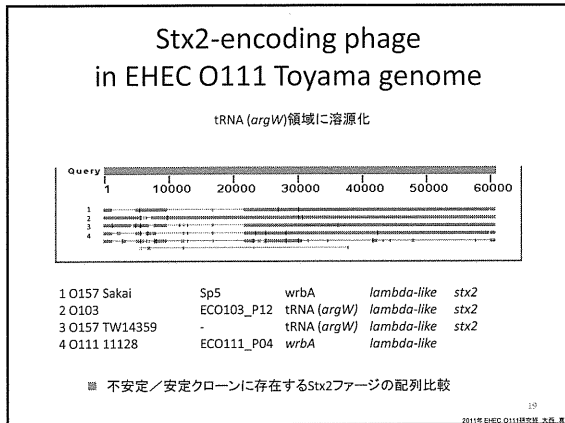 Stx2-encoding phage
in EHEC O111 Toyama genome
tRNA (argW)領域に溶源化
Query
1 10000 20000 30000 40000 50000 60000
1
2
3
4
1 O157 Sakai Sp5 wrbA lambda-like stx2
2 O103 ECO103_P12 tRNA (argW) lambda-like stx2
3 O157 TW14359 - tRNA (argW) lambda-like stx2
4 O111 11128 ECO111_P04 wrbA lambda-like
不安定／安定クローンに存在するStx2ファージの配列比較
19
2011年 EHEC O111研究班 大西 真